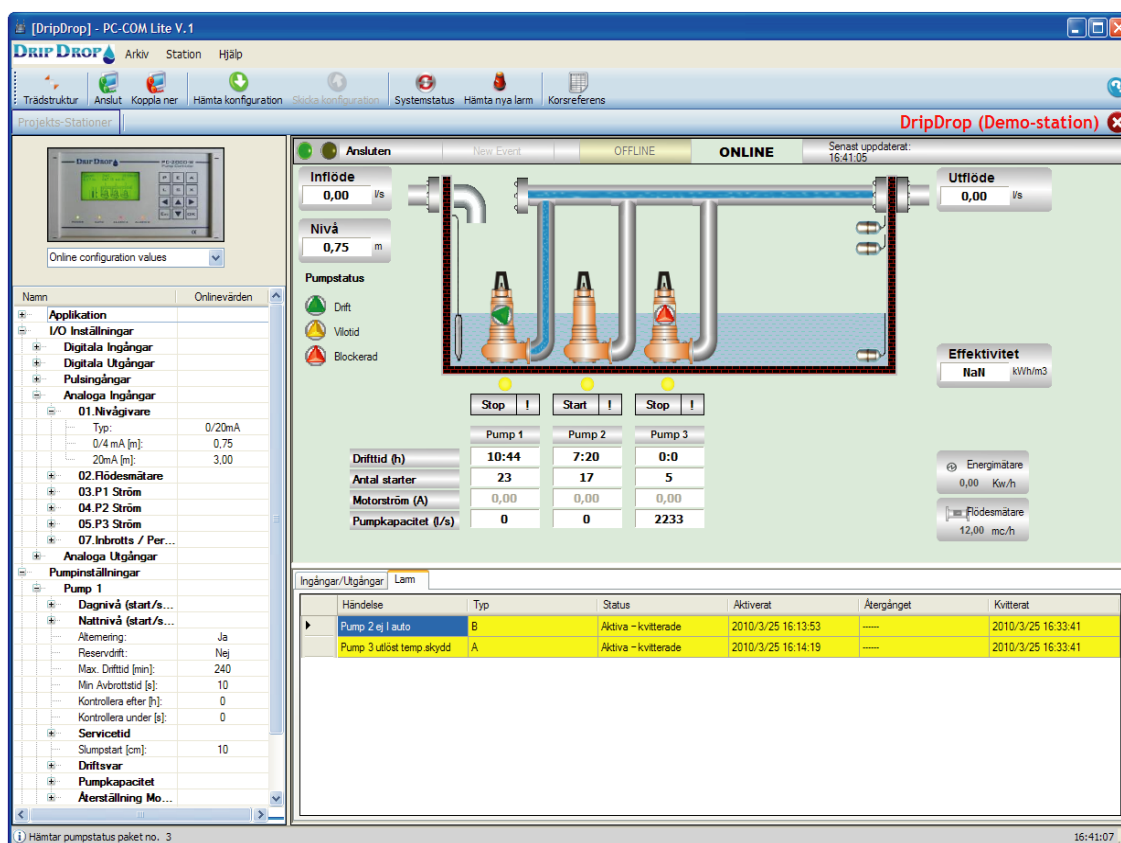 [DripDrop] - PC-COM Lite V.1
DRIP DROP Arkiv Station Hjälp
Trädstruktur Anslut Koppla ner Hämta konfiguration Skicka konfiguration Systemstatus Hämta nya larm Korsreferens
Projekts-Stationer
DripDrop (Demo-station)
Ansluten New Event OFFLINE ONLINE Senast uppdaterat: 16:41:05
DRIP DROP
Online configuration values
Namn Onlinevärden
Applikation
I/O Inställningar
Digitala Ingångar
Digitala Utgångar
Pulsingångar
Analoga Ingångar
01.Nivågivare
Typ: 0/20mA
0/4 mA [m]: 0,75
20mA [m]: 3,00
02.Flödesmätare
03.P1 Ström
04.P2 Ström
05.P3 Ström
07.Inbrotts / Per...
Analoga Utgångar
Pumpinställningar
Pump 1
Dagnivå (start/s...
Nattnivå (start/s...
Alternering: Ja
Reservdrift: Nej
Max. Drifttid [min]: 240
Min Avbrottstid [s]: 10
Kontrollera efter [h]: 0
Kontrollera under [s]: 0
Servicetid
Slumpstart [cm]: 10
Driftsvar
Pumpkapacitet
Återställning Mo...
Inflöde
0,00 l/s
Nivå
0,75 m
Pumpstatus
Drift
Vilotid
Blockerad
Utflöde
0,00 l/s
Effektivitet
NaN kWh/m3
Stop ! Start ! Stop !
Pump 1 Pump 2 Pump 3
Drifttid (h) 10:44 7:20 0:0
Antal starter 23 17 5
Motorström (A) 0,00 0,00 0,00
Pumpkapacitet (l/s) 0 0 2233
Energimätare
0,00 Kw/h
Flödesmätare
12,00 mc/h
Ingångar/Utgångar Larm
Händelse Typ Status Aktiverat Återgånget Kvitterat
Pump 2 ej I auto B Aktiva – kvitterade 2010/3/25 16:13:53 ------ 2010/3/25 16:33:41
Pump 3 utlöst temp.skydd A Aktiva – kvitterade 2010/3/25 16:14:19 ------ 2010/3/25 16:33:41
Hämtar pumpstatus paket no. 3
16:41:07